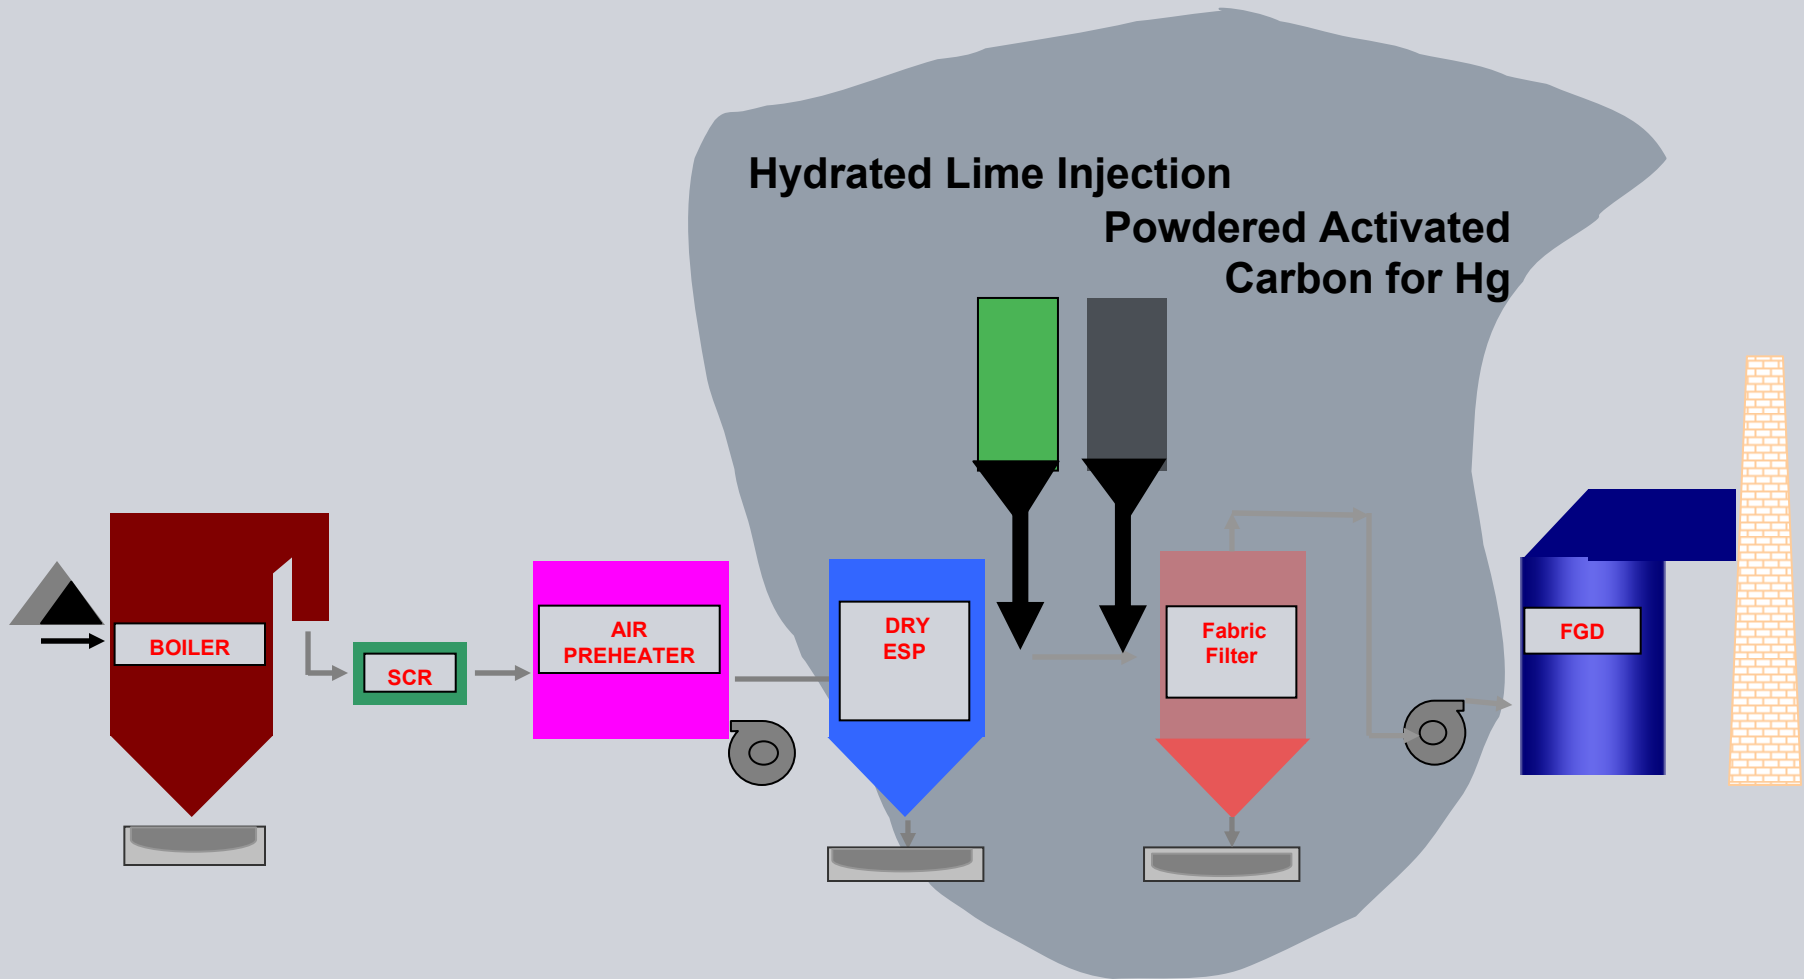 Hydrated Lime Injection
Powdered Activated
Carbon for Hg
BOILER
SCR
AIR
PREHEATER
DRY
ESP
Fabric
Filter
FGD